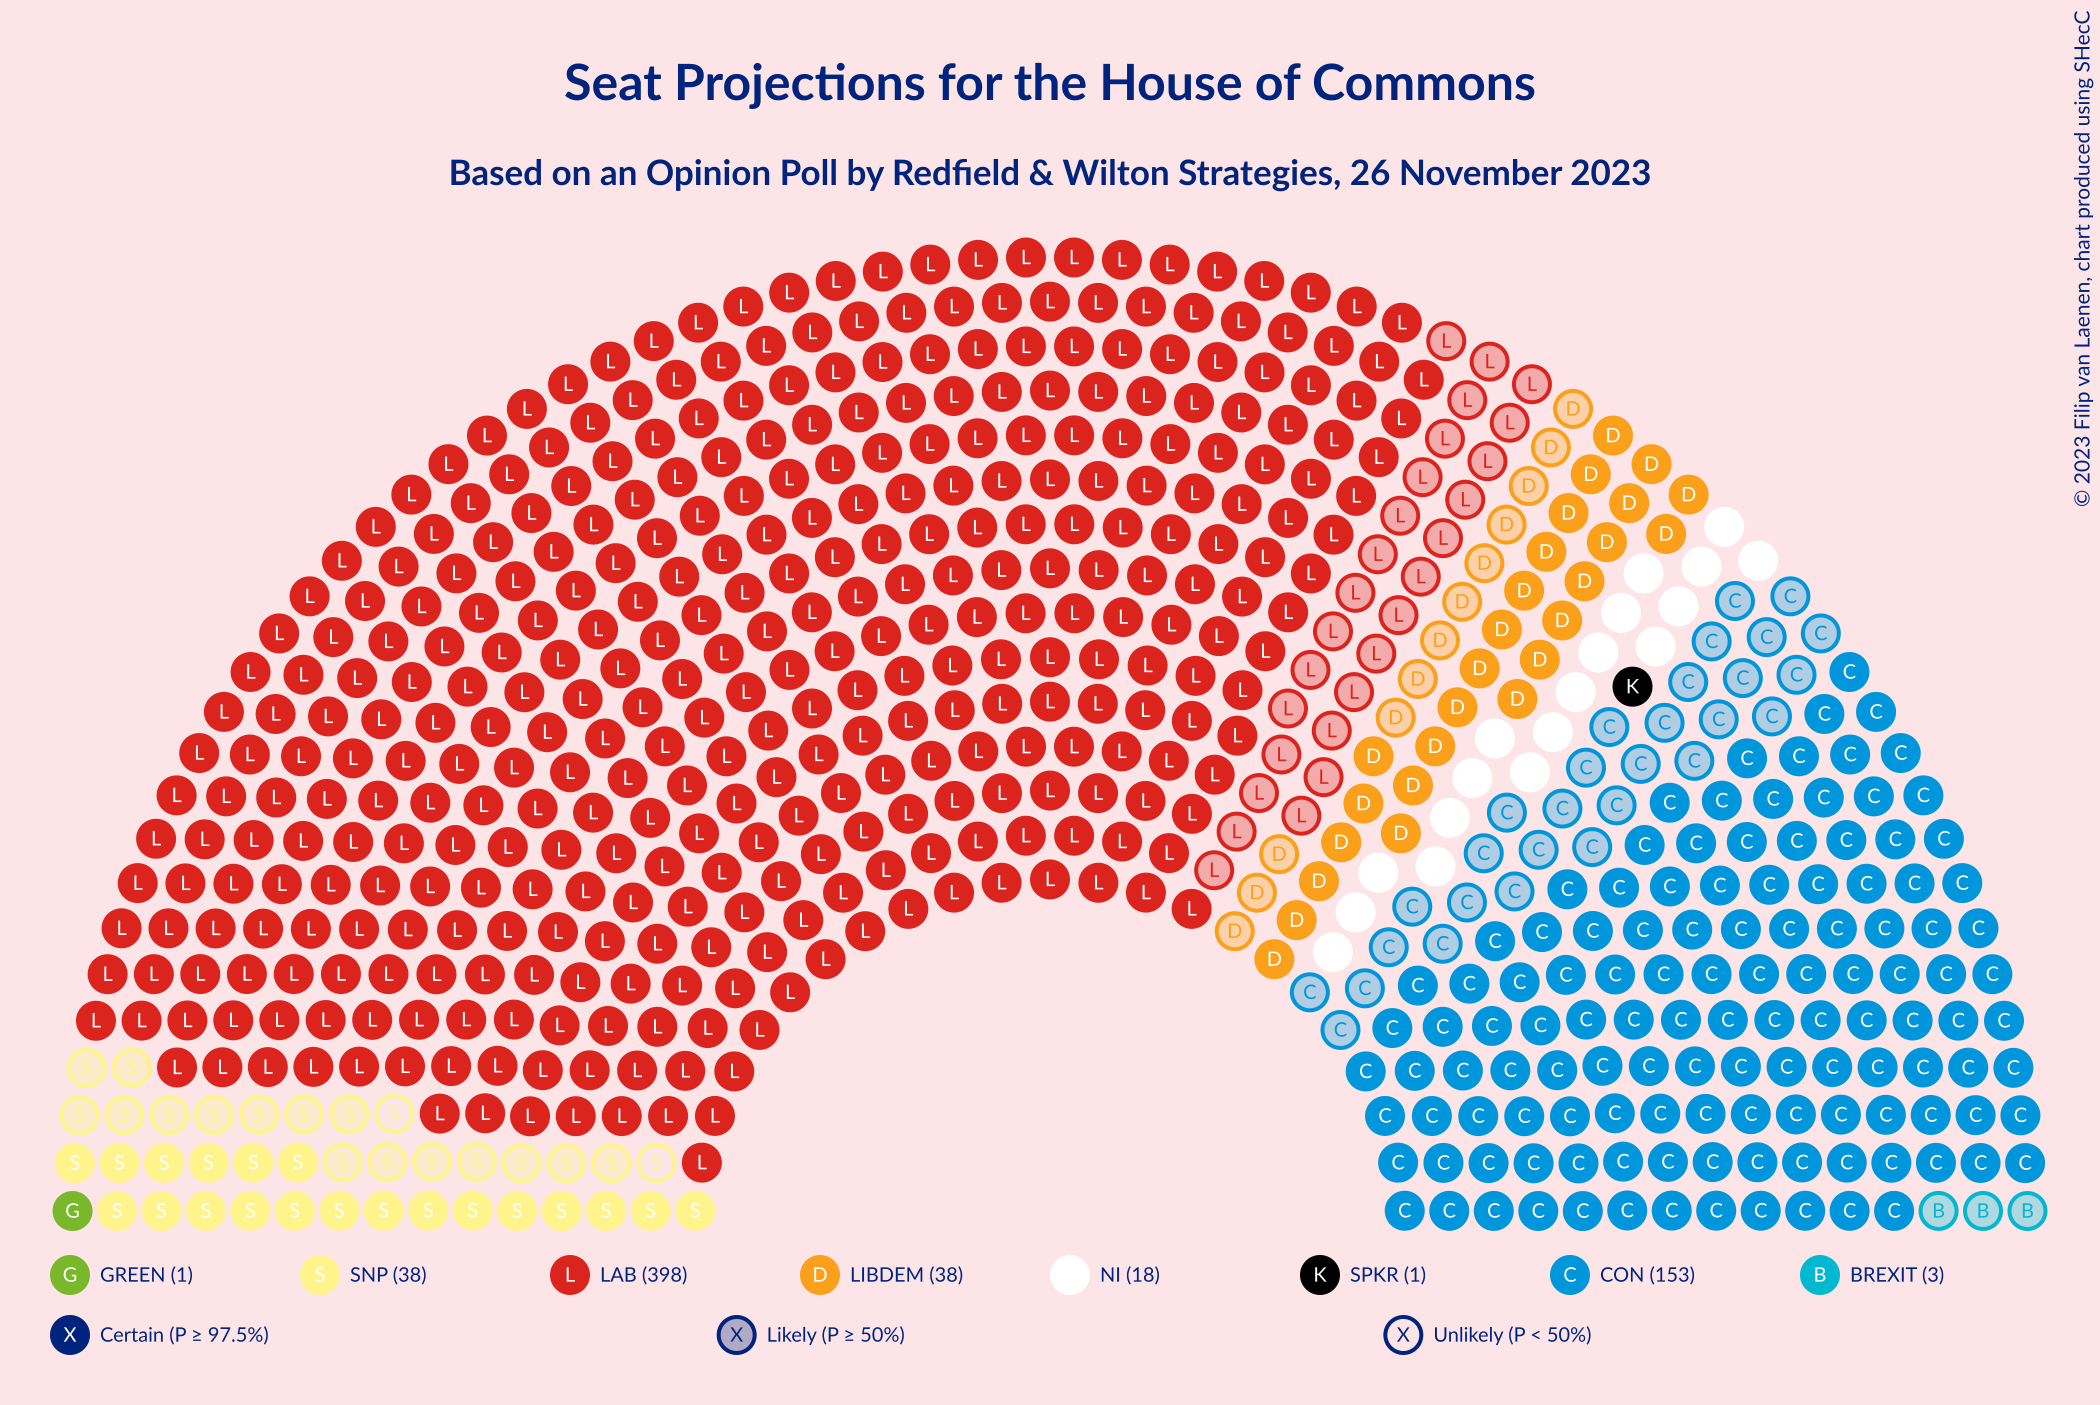 Seat Projections for the House of Commons
Based on an Opinion Poll by Redfield & Wilton Strategies, 26 November 2023
© 2023 Filip van Laenen, chart produced using SHecC
G GREEN (1) S SNP (38) L LAB (398) D LIBDEM (38) NI (18) K SPKR (1) C CON (153) B BREXIT (3)
X Certain (P ≥ 97.5%) X Likely (P ≥ 50%) X Unlikely (P < 50%)